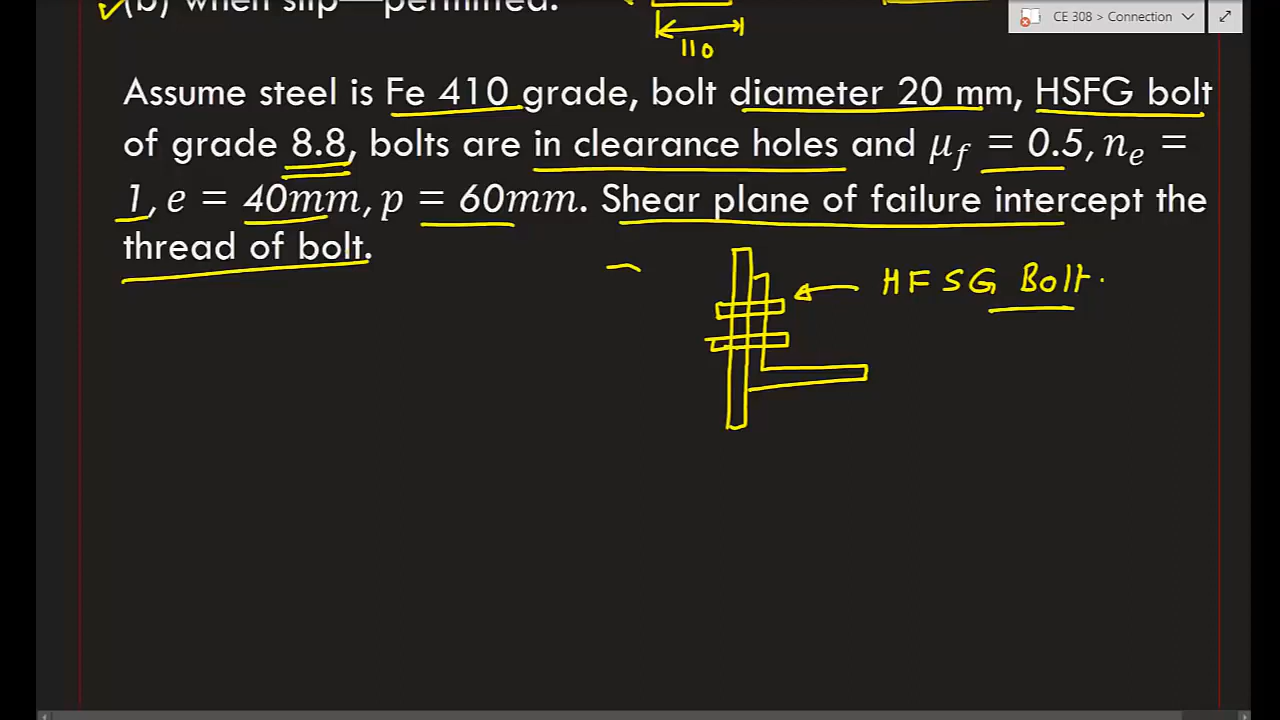 (b) when slip—permitted.
CE 308 > Connection
110
Assume steel is Fe 410 grade, bolt diameter 20 mm, HSFG bolt
of grade 8.8, bolts are in clearance holes and μ_f = 0.5, n_e =
1, e = 40mm, p = 60mm. Shear plane of failure intercept the
thread of bolt.
HFSG Bolt.